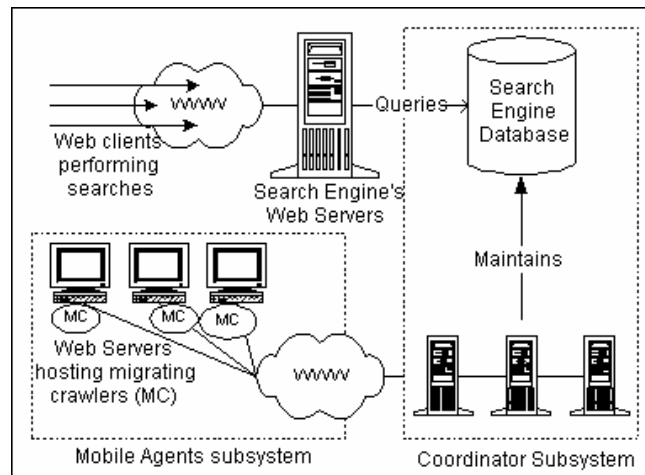 WWW
Web clients
performing
searches
Search Engine's
Web Servers
Queries
Search
Engine
Database
Maintains
MC
MC
MC
Web Servers
hosting migrating
crawlers (MC)
WWW
Mobile Agents subsystem
Coordinator Subsystem